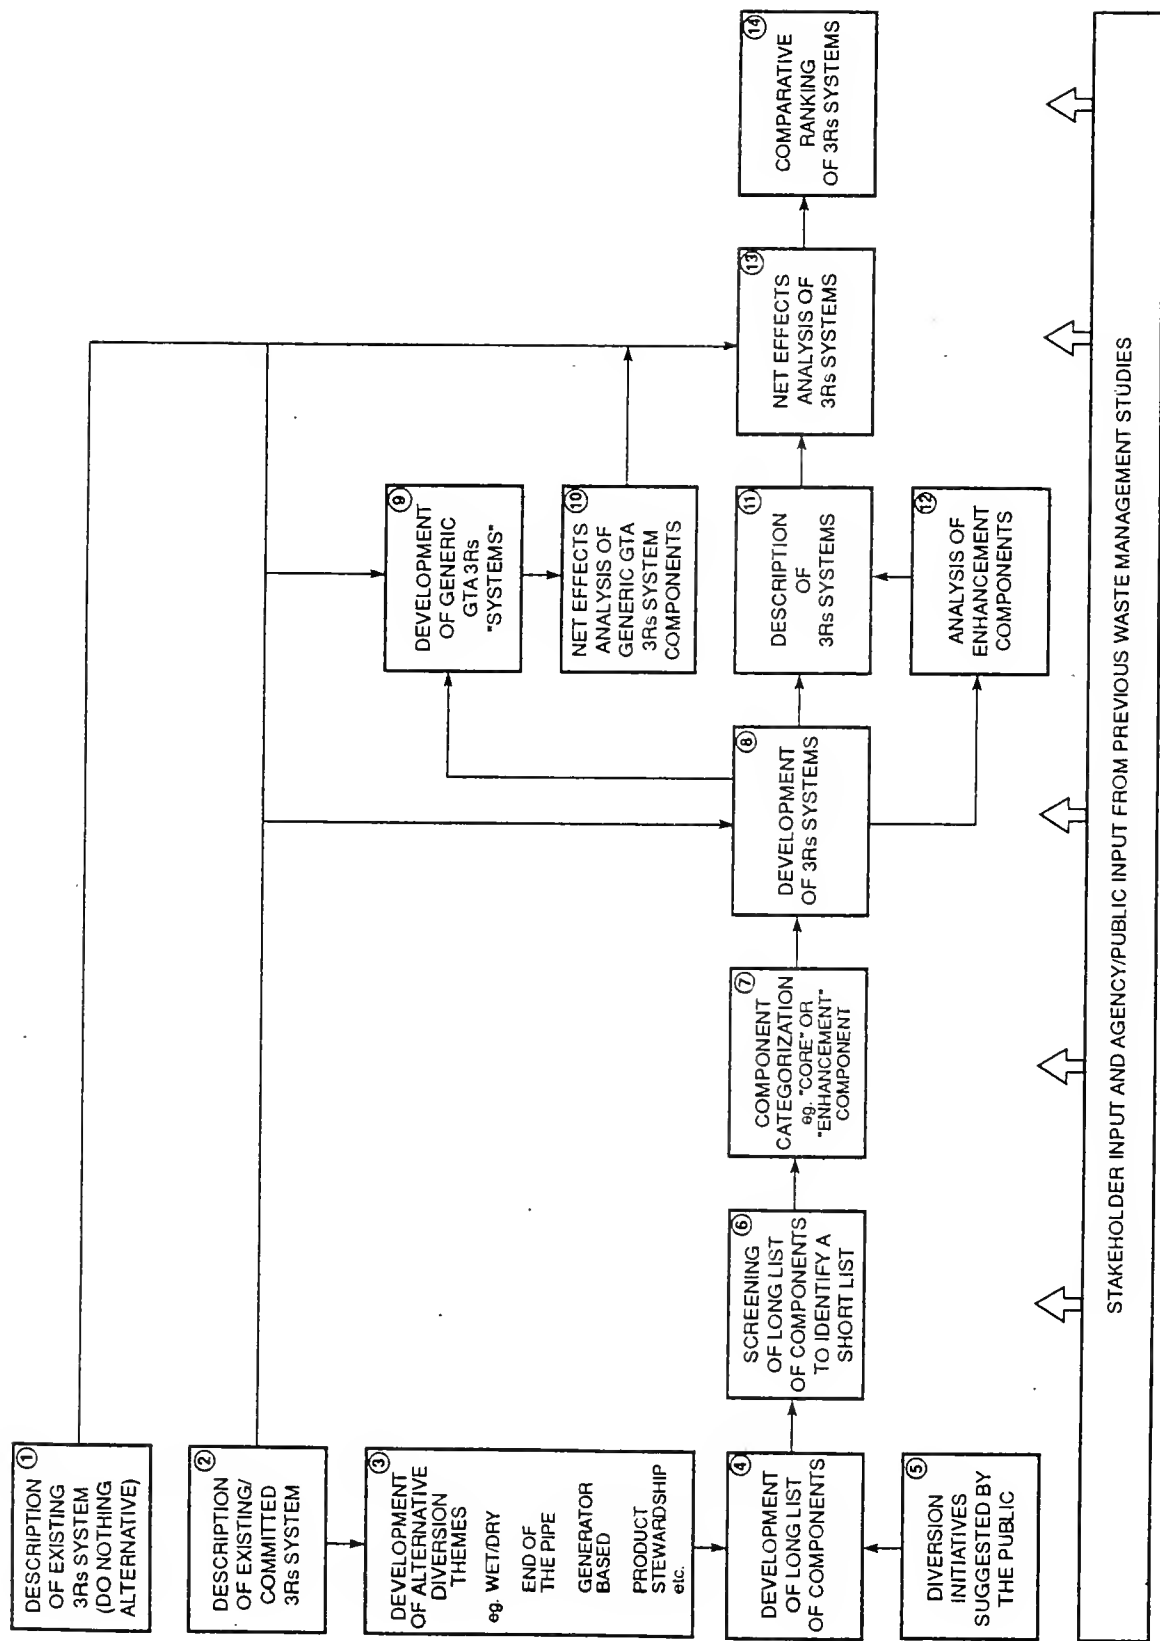 ①
DESCRIPTION
OF EXISTING
3Rs SYSTEM
(DO NOTHING
ALTERNATIVE)
②
DESCRIPTION
OF EXISTING/
COMMITTED
3Rs SYSTEM
③
DEVELOPMENT
OF ALTERNATIVE
DIVERSION
THEMES
eg. WET/DRY
END OF
THE PIPE
GENERATOR
BASED
PRODUCT
STEWARDSHIP
etc.
④
DEVELOPMENT
OF LONG LIST
OF COMPONENTS
⑤
DIVERSION
INITIATIVES
SUGGESTED BY
THE PUBLIC
⑥
SCREENING
OF LONG LIST
OF COMPONENTS
TO IDENTIFY A
SHORT LIST
⑦
COMPONENT
CATEGORIZATION
eg. "CORE" OR
"ENHANCEMENT"
COMPONENT
⑧
DEVELOPMENT
OF 3Rs SYSTEMS
⑨
DEVELOPMENT
OF GENERIC
GTA 3Rs
"SYSTEMS"
⑩
NET EFFECTS
ANALYSIS OF
GENERIC GTA
3Rs SYSTEM
COMPONENTS
⑪
DESCRIPTION
OF
3Rs SYSTEMS
⑫
ANALYSIS OF
ENHANCEMENT
COMPONENTS
⑬
NET EFFECTS
ANALYSIS OF
3Rs SYSTEMS
⑭
COMPARATIVE
RANKING
OF 3Rs SYSTEMS
STAKEHOLDER INPUT AND AGENCY/PUBLIC INPUT FROM PREVIOUS WASTE MANAGEMENT STUDIES